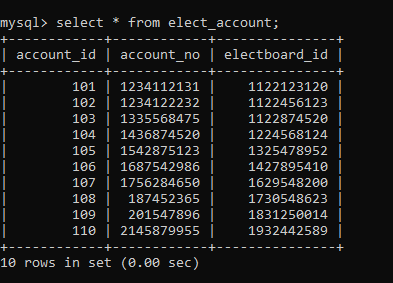 mysql> select * from elect_account;
+------------+------------+---------------+
| account_id | account_no | electboard_id |
+------------+------------+---------------+
|        101 | 1234112131 |    1122123120 |
|        102 | 1234122232 |    1122456123 |
|        103 | 1335568475 |    1122874520 |
|        104 | 1436874520 |    1224568124 |
|        105 | 1542875123 |    1325478952 |
|        106 | 1687542986 |    1427895410 |
|        107 | 1756284650 |    1629548200 |
|        108 |  187452365 |    1730548623 |
|        109 |  201547896 |    1831250014 |
|        110 | 2145879955 |    1932442589 |
+------------+------------+---------------+
10 rows in set (0.00 sec)